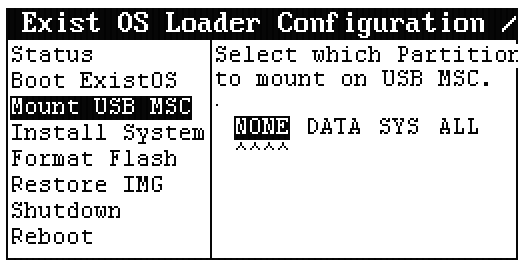 Exist OS Loader Configuration /
Status
Boot ExistOS
Mount USB MSC
Install System
Format Flash
Restore IMG
Shutdown
Reboot
Select which Partition
to mount on USB MSC.
.
NONE DATA SYS ALL
^^^^